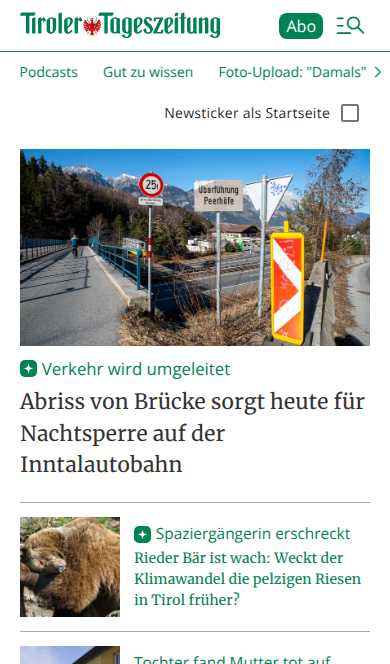 Tiroler Tageszeitung
Abo
Podcasts Gut zu wissen Foto-Upload: "Damals"
Newsticker als Startseite
25t
Überführung
Peerhöfe
Verkehr wird umgeleitet
Abriss von Brücke sorgt heute für
Nachtsperre auf der
Inntalautobahn
Spaziergängerin erschreckt
Rieder Bär ist wach: Weckt der
Klimawandel die pelzigen Riesen
in Tirol früher?
Tochter fand Mutter tot auf